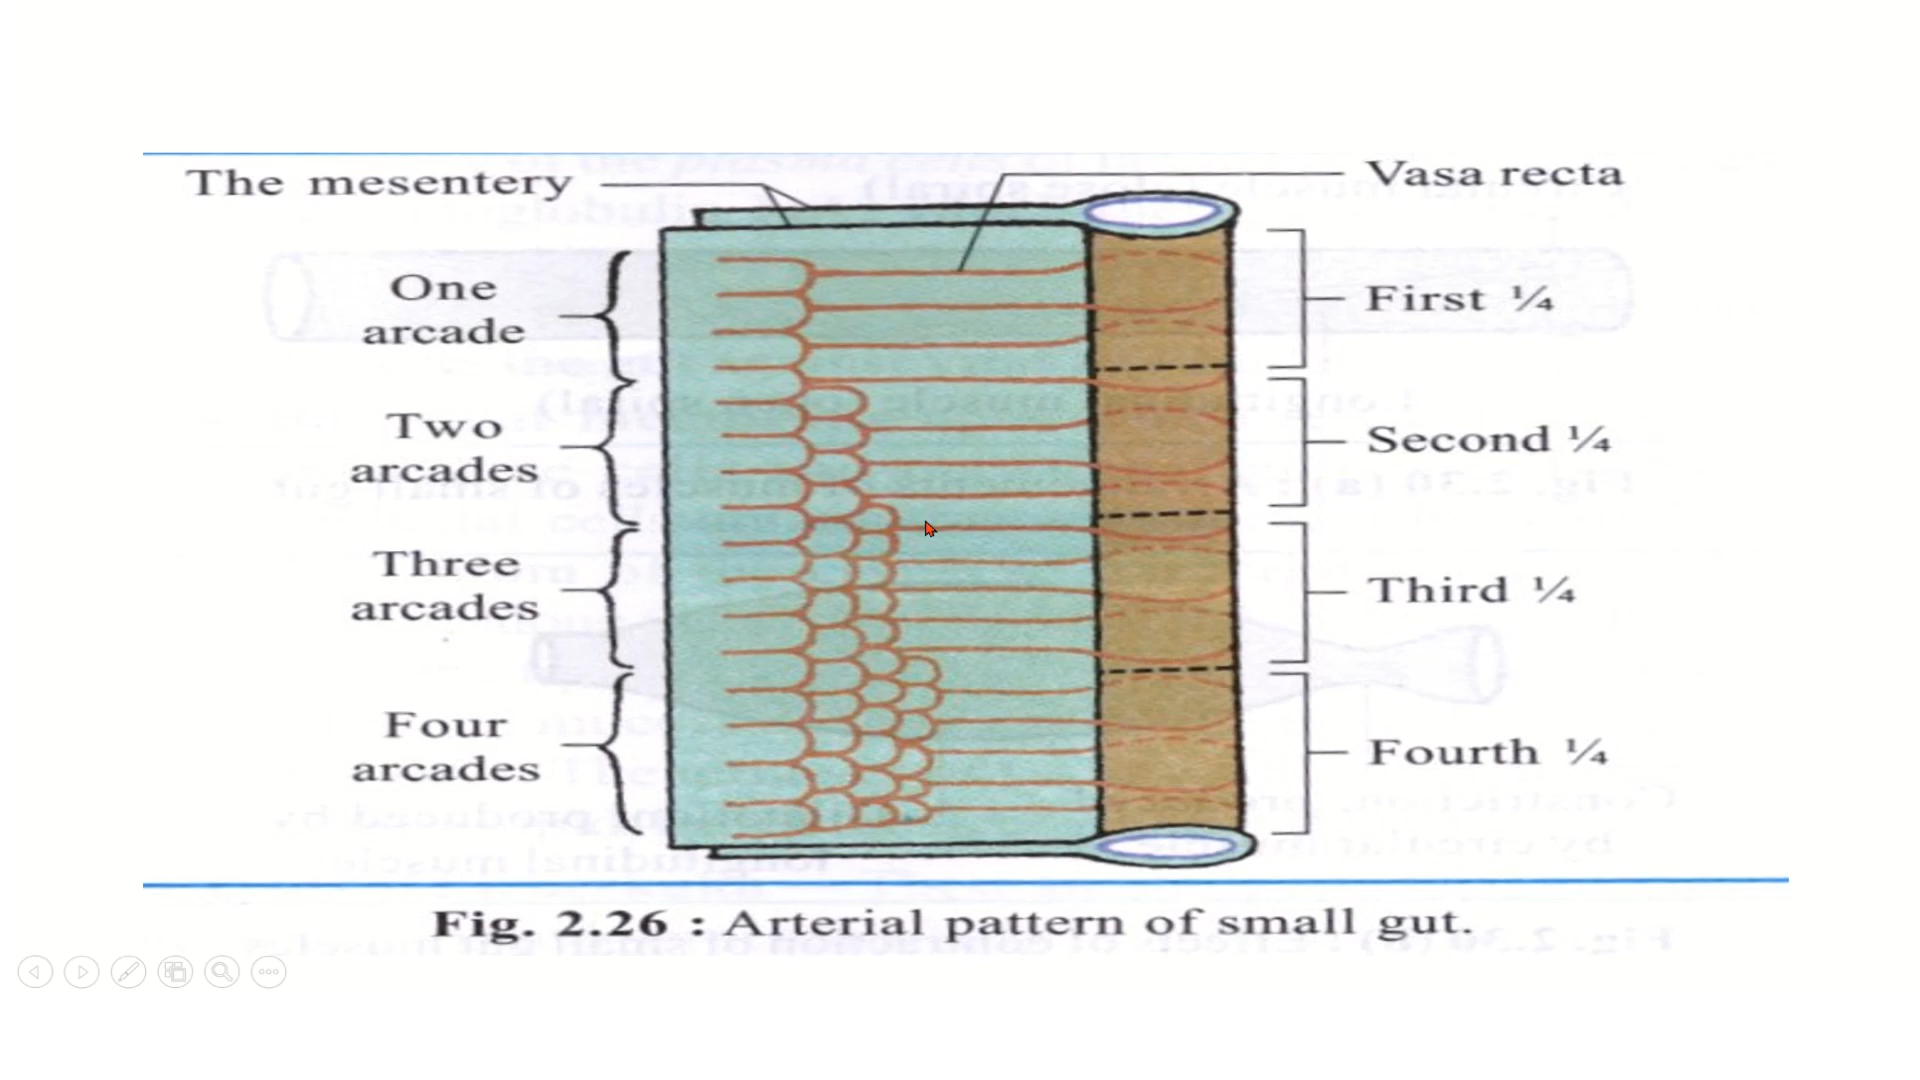 The mesentery
Vasa recta
One
arcade
First ¼
Two
arcades
Second ¼
Three
arcades
Third ¼
Four
arcades
Fourth ¼
Fig. 2.26 : Arterial pattern of small gut.